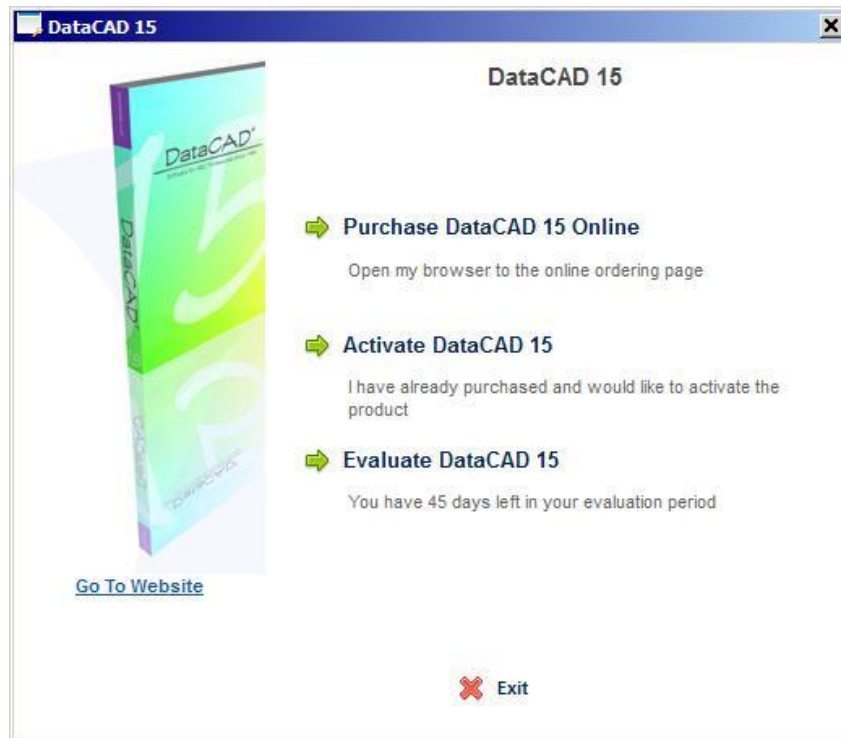 DataCAD 15
DataCAD 15
DataCAD
DataCAD
15
Purchase DataCAD 15 Online
Open my browser to the online ordering page
Activate DataCAD 15
I have already purchased and would like to activate the
product
Evaluate DataCAD 15
You have 45 days left in your evaluation period
Go To Website
Exit